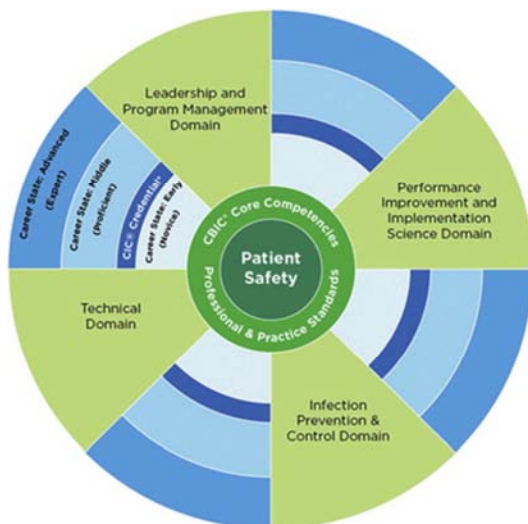 Leadership and
Program Management
Domain
Career State: Advanced
(Expert)
Career State: Middle
(Proficient)
CIC® Credential*
Career State: Early
(Novice)
Performance
Improvement and
Implementation
Science Domain
CBIC* Core Competencies
Patient
Safety
Professional & Practice Standards
Technical
Domain
Infection
Prevention &
Control Domain